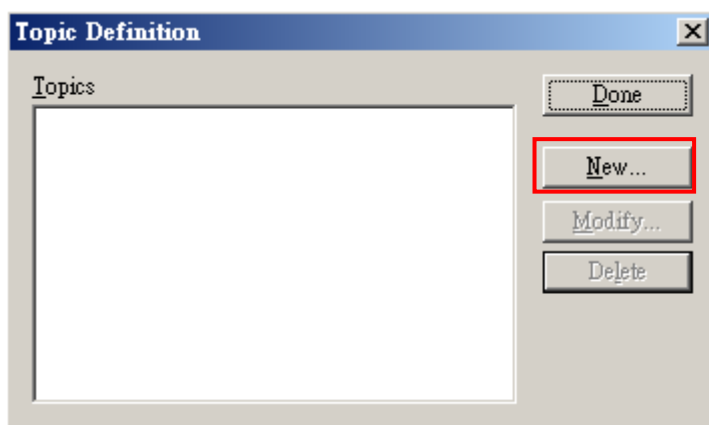 Topic Definition
Topics
Done
New...
Modify...
Delete